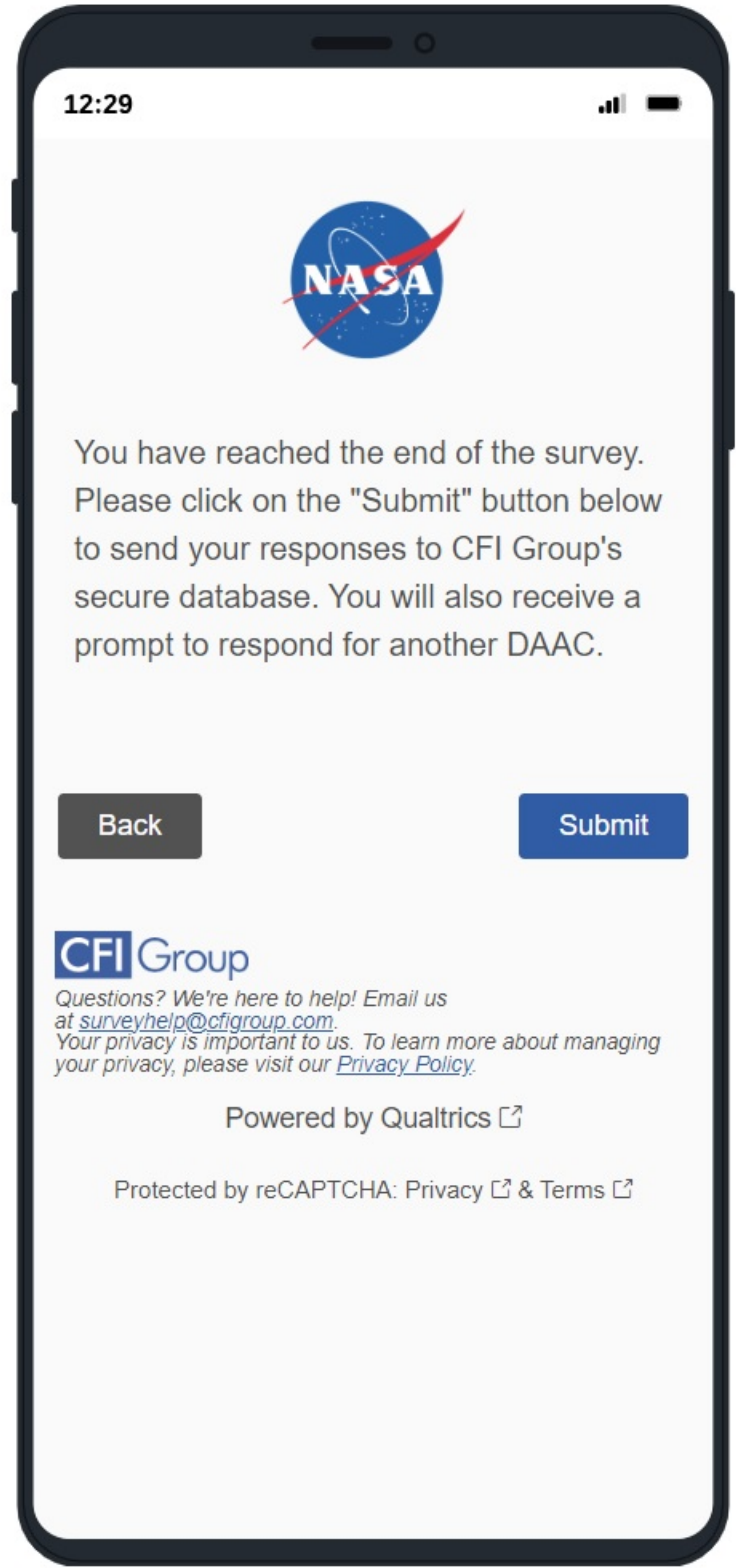 12:29
NASA
You have reached the end of the survey.
Please click on the "Submit" button below
to send your responses to CFI Group's
secure database. You will also receive a
prompt to respond for another DAAC.
Back
Submit
CFI Group
Questions? We're here to help! Email us
at surveyhelp@cfigroup.com.
Your privacy is important to us. To learn more about managing
your privacy, please visit our Privacy Policy.
Powered by Qualtrics
Protected by reCAPTCHA: Privacy & Terms